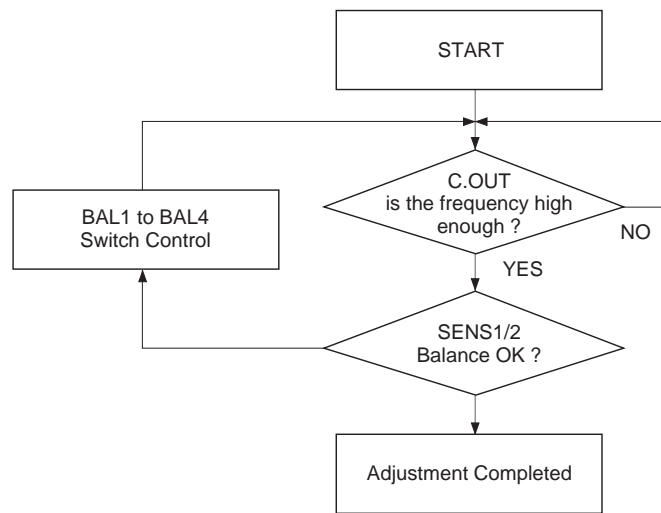 START
C.OUT
is the frequency high
enough ?
NO
BAL1 to BAL4
Switch Control
YES
SENS1/2
Balance OK ?
Adjustment Completed